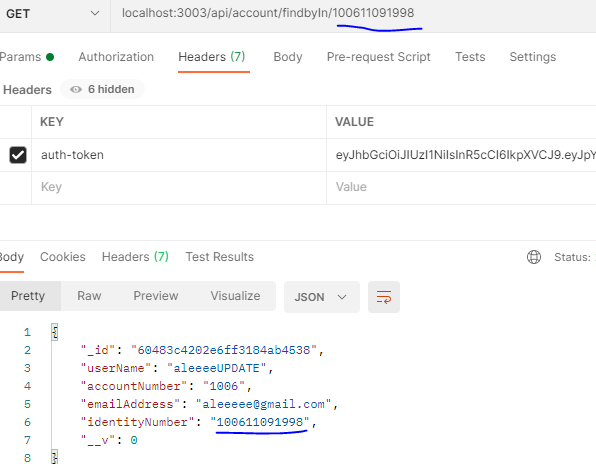 GET localhost:3003/api/account/findbyIn/100611091998
Params Authorization Headers (7) Body Pre-request Script Tests Settings
Headers 6 hidden
KEY VALUE
auth-token
Key Value
Body Cookies Headers (7) Test Results Status:
Pretty Raw Preview Visualize JSON
1 {
2 "_id": "60483c4202e6ff3184ab4538",
3 "userName": "aleeeeUPDATE",
4 "accountNumber": "1006",
5 "emailAddress": "aleeeee@gmail.com",
6 "identityNumber": "100611091998",
7 "__v": 0
8 }